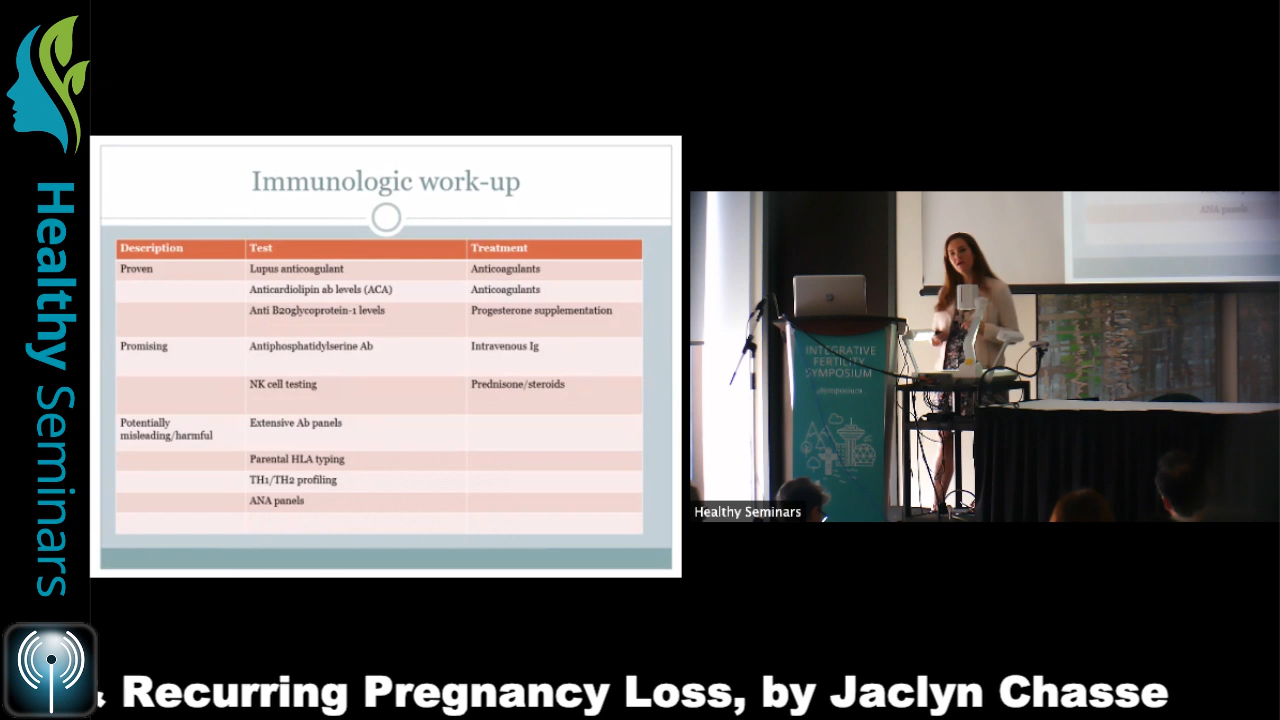 Healthy Seminars
Immunologic work-up
Description Test Treatment
Proven Lupus anticoagulant Anticoagulants
Anticardiolipin ab levels (ACA) Anticoagulants
Anti B20glycoprotein-1 levels Progesterone supplementation
Promising Antiphosphatidylserine Ab Intravenous Ig
NK cell testing Prednisone/steroids
Potentially
misleading/harmful Extensive Ab panels
Parental HLA typing
TH1/TH2 profiling
ANA panels
ANA panels
INTEGRATIVE
FERTILITY
SYMPOSIUM
Healthy Seminars
& Recurring Pregnancy Loss, by Jaclyn Chasse